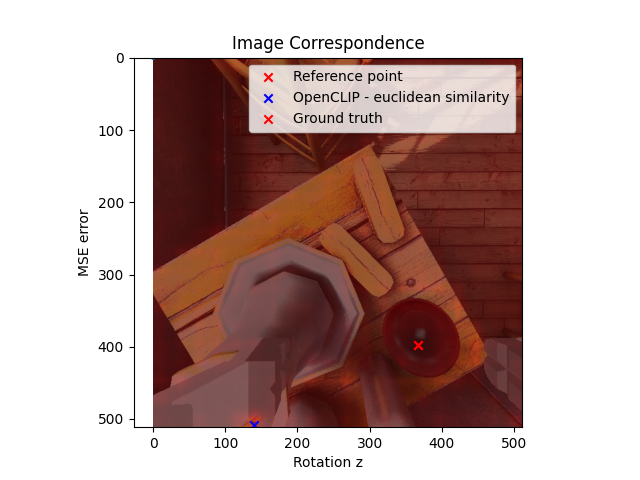 Image Correspondence
Reference point
OpenCLIP - euclidean similarity
Ground truth
MSE error
0
100
200
300
400
500
0
100
200
300
400
500
Rotation z